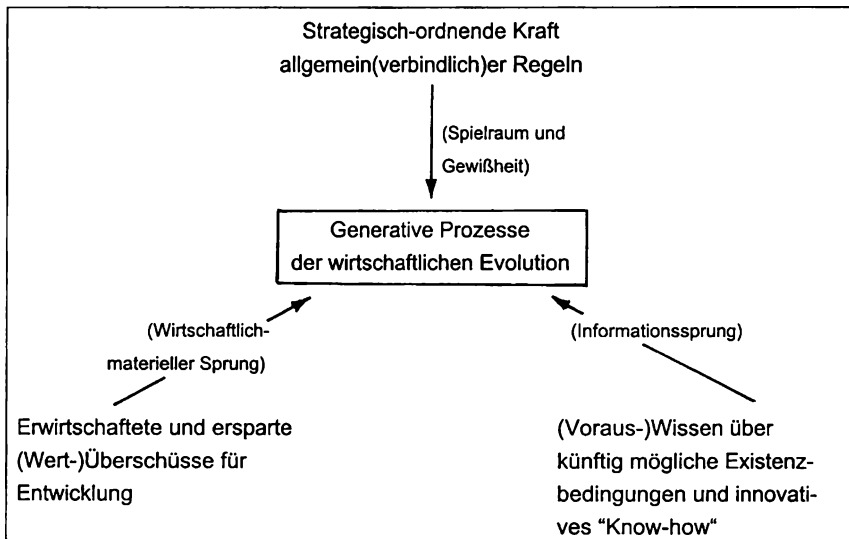 Strategisch-ordnende Kraft
allgemein(verbindlich)er Regeln
(Spielraum und
Gewißheit)
Generative Prozesse
der wirtschaftlichen Evolution
(Wirtschaftlich-
materieller Sprung)
(Informationssprung)
Erwirtschaftete und ersparte
(Wert-)Überschüsse für
Entwicklung
(Voraus-)Wissen über
künftig mögliche Existenz-
bedingungen und innovati-
ves “Know-how“